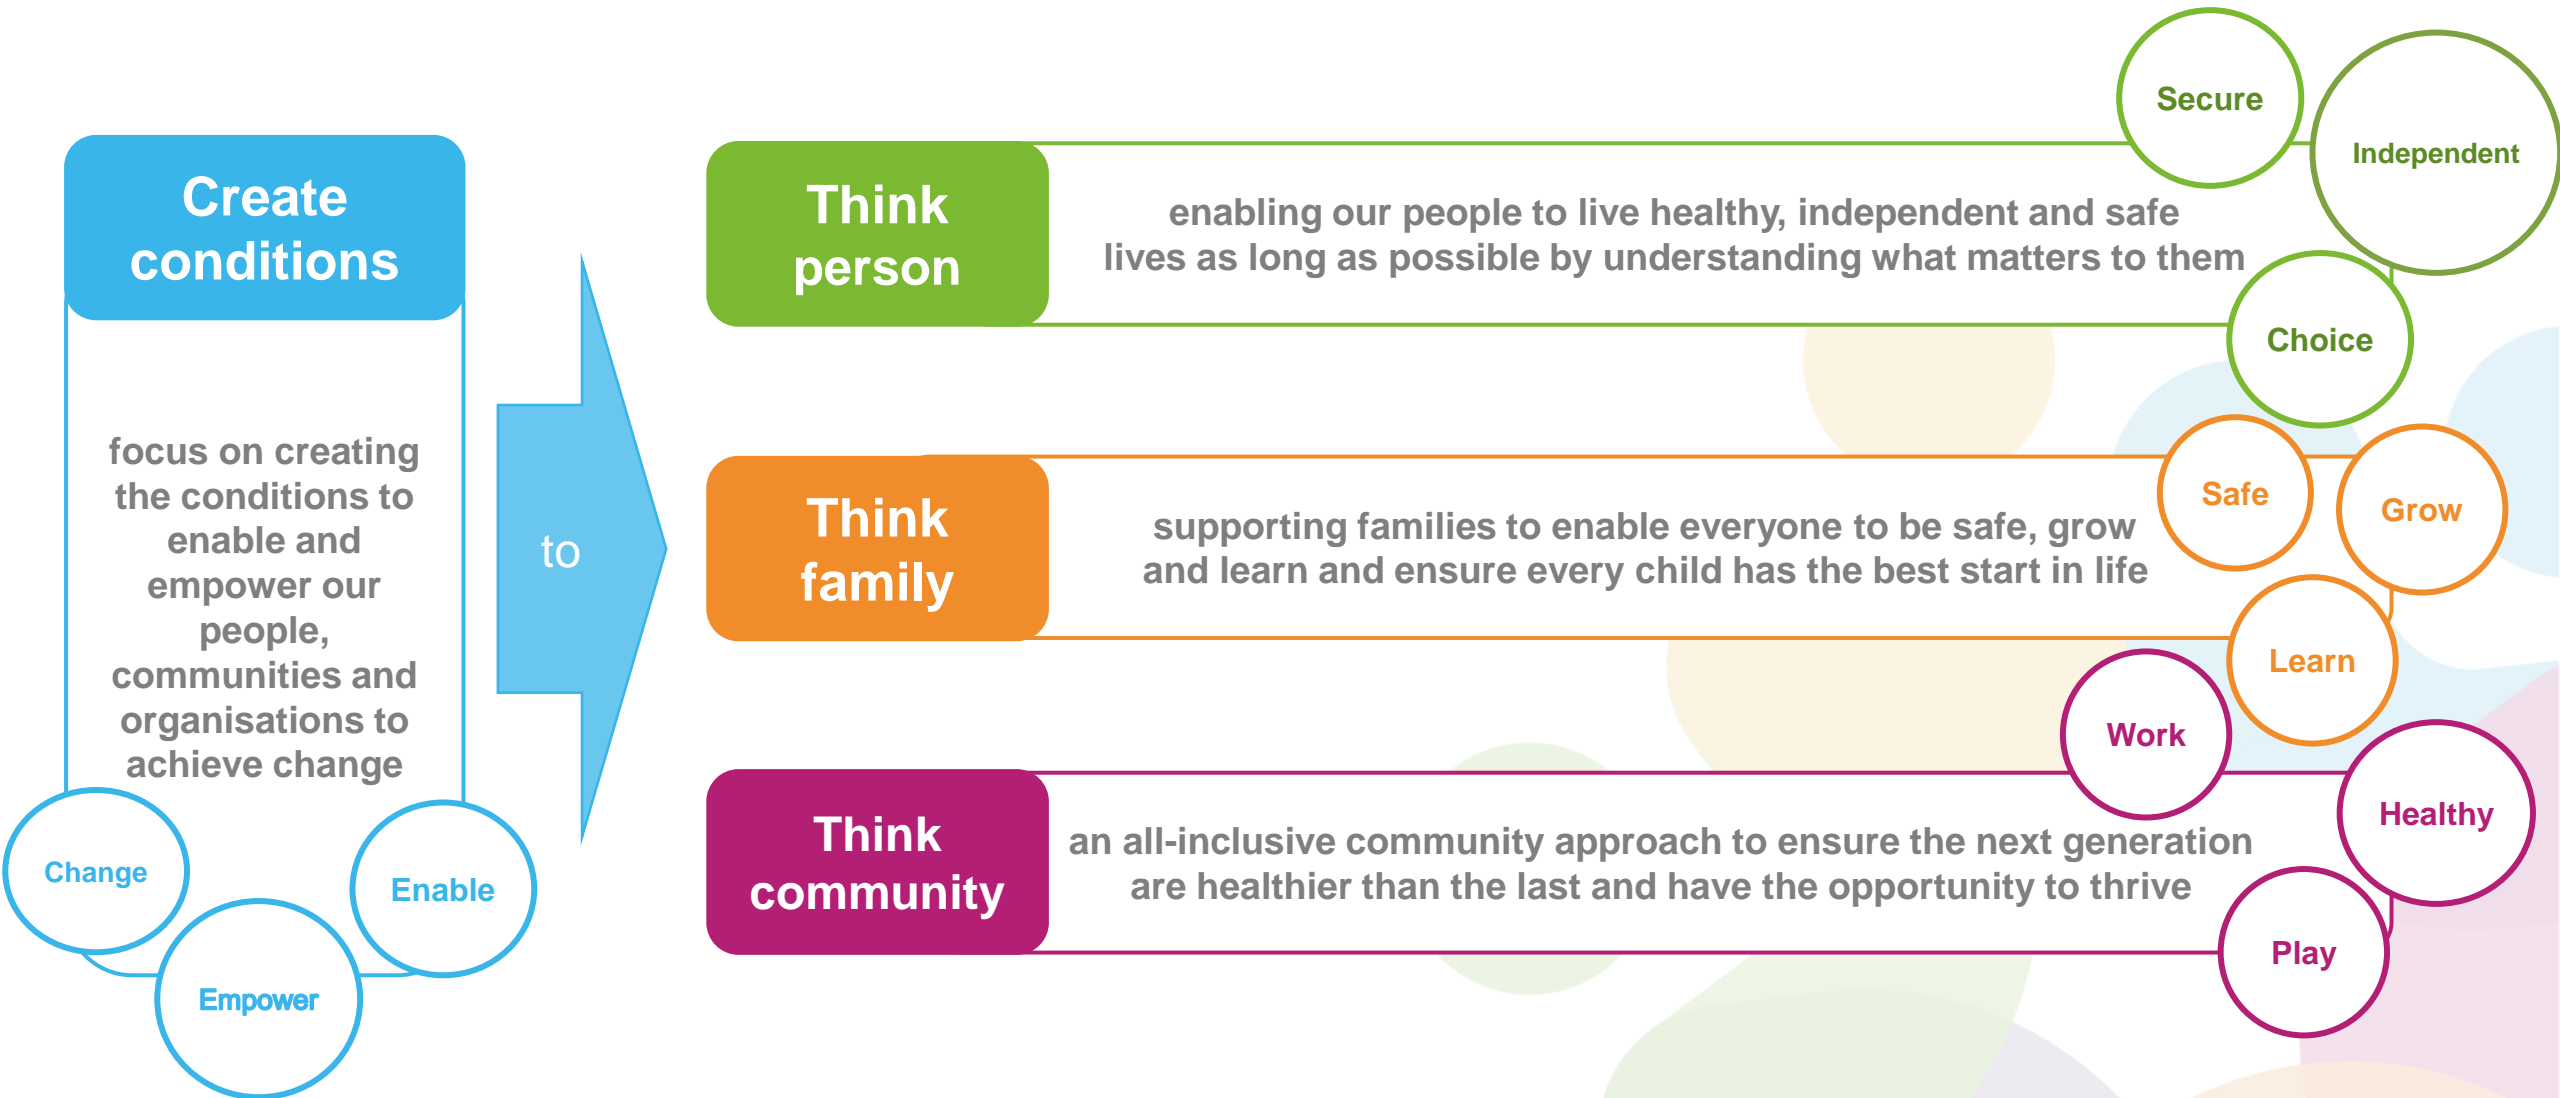 Create
conditions
focus on creating
the conditions to
enable and
empower our
people,
communities and
organisations to
achieve change
Change
Empower
Enable
to
Think
person
enabling our people to live healthy, independent and safe
lives as long as possible by understanding what matters to them
Secure
Independent
Choice
Think
family
supporting families to enable everyone to be safe, grow
and learn and ensure every child has the best start in life
Safe
Grow
Learn
Think
community
an all-inclusive community approach to ensure the next generation
are healthier than the last and have the opportunity to thrive
Work
Healthy
Play